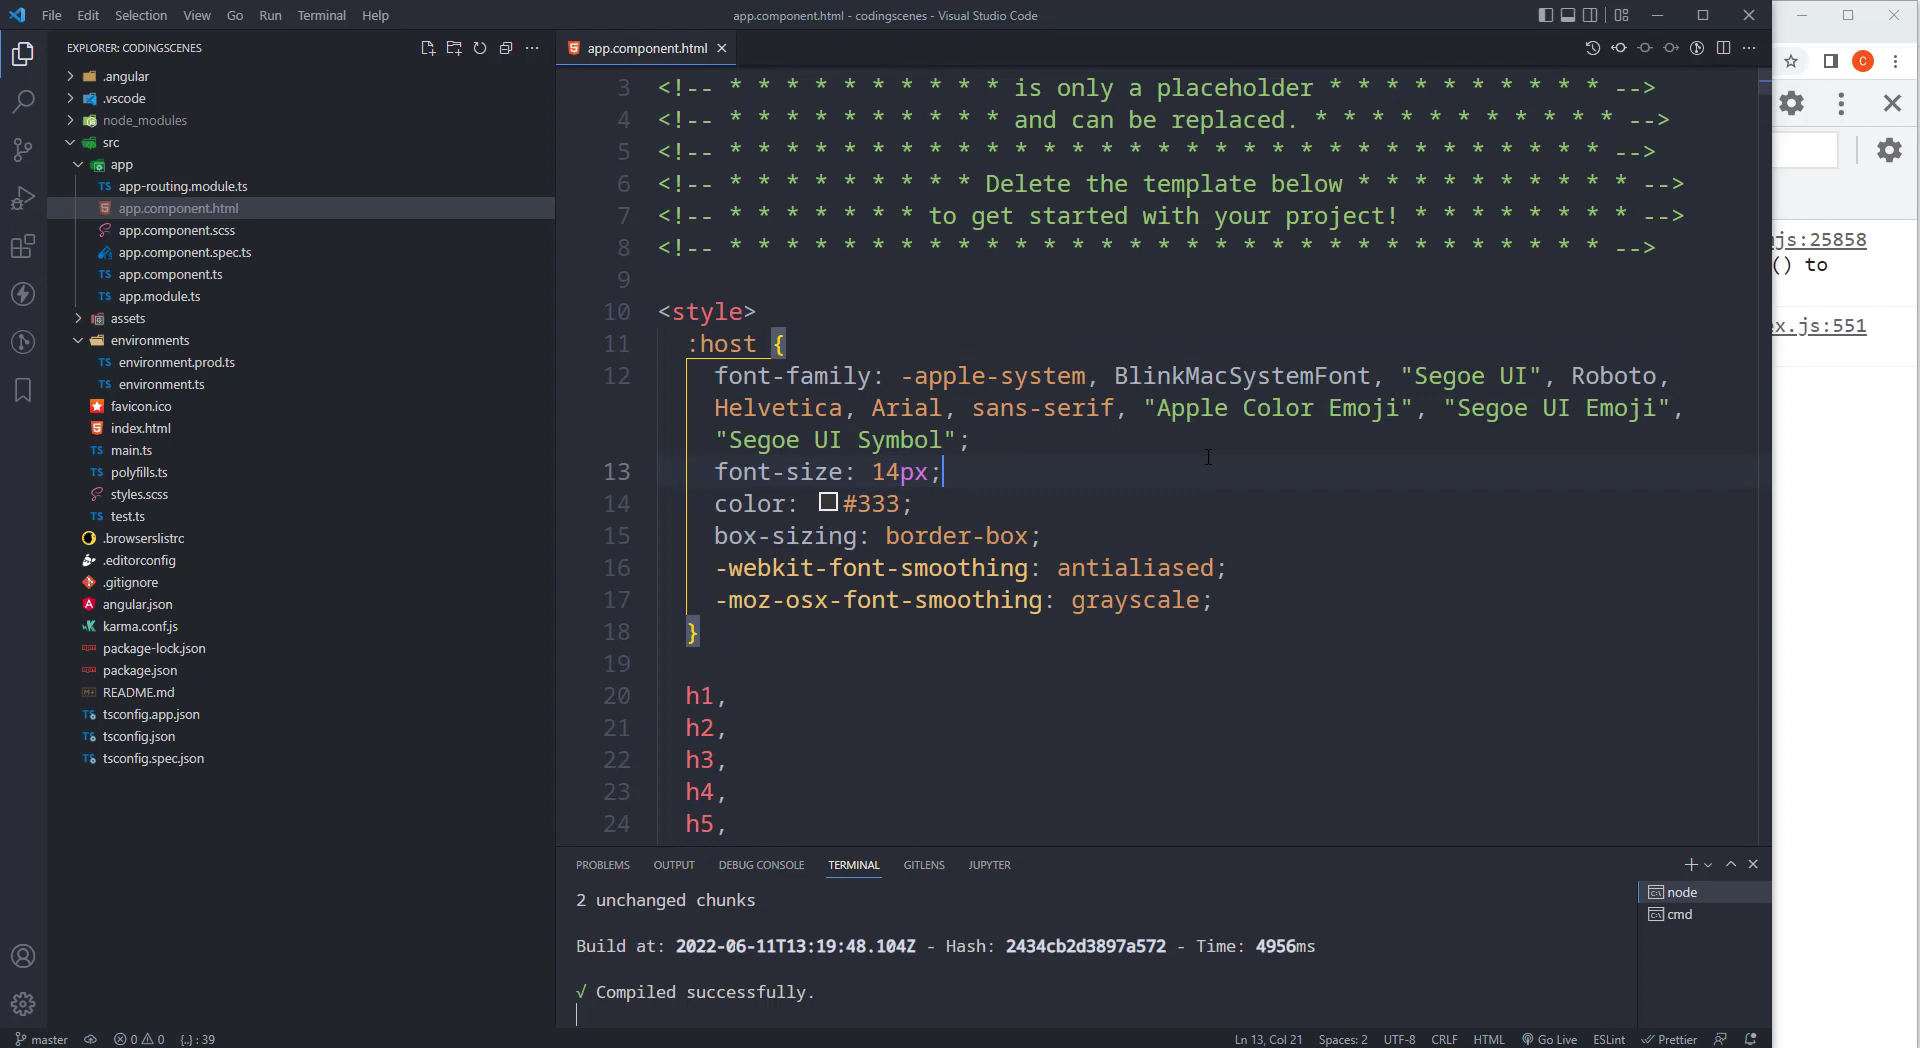 File Edit Selection View Go Run Terminal Help
app.component.html - codingscenes - Visual Studio Code
EXPLORER: CODINGSCENES
.angular
.vscode
node_modules
src
app
TS app-routing.module.ts
app.component.html
app.component.scss
app.component.spec.ts
TS app.component.ts
TS app.module.ts
assets
environments
TS environment.prod.ts
TS environment.ts
favicon.ico
index.html
TS main.ts
TS polyfills.ts
styles.scss
TS test.ts
.browserslistrc
.editorconfig
.gitignore
angular.json
karma.conf.js
package-lock.json
package.json
README.md
tsconfig.app.json
tsconfig.json
tsconfig.spec.json
app.component.html
3 <!-- * * * * * * * * * * is only a placeholder * * * * * * * * * * -->
4 <!-- * * * * * * * * * * and can be replaced. * * * * * * * * * * * -->
5 <!-- * * * * * * * * * * * * * * * * * * * * * * * * * * * * * * * -->
6 <!-- * * * * * * * * * Delete the template below * * * * * * * * * * -->
7 <!-- * * * * * * * to get started with your project! * * * * * * * * -->
8 <!-- * * * * * * * * * * * * * * * * * * * * * * * * * * * * * * * -->
9
10 <style>
11 :host {
12 font-family: -apple-system, BlinkMacSystemFont, "Segoe UI", Roboto,
Helvetica, Arial, sans-serif, "Apple Color Emoji", "Segoe UI Emoji",
"Segoe UI Symbol";
13 font-size: 14px;
14 color: #333;
15 box-sizing: border-box;
16 -webkit-font-smoothing: antialiased;
17 -moz-osx-font-smoothing: grayscale;
18 }
19
20 h1,
21 h2,
22 h3,
23 h4,
24 h5,
PROBLEMS OUTPUT DEBUG CONSOLE TERMINAL GITLENS JUPYTER
2 unchanged chunks
Build at: 2022-06-11T13:19:48.104Z - Hash: 2434cb2d3897a572 - Time: 4956ms
√ Compiled successfully.
node
cmd
master 0 0 {..} : 39
Ln 13, Col 21 Spaces: 2 UTF-8 CRLF HTML Go Live ESLint Prettier
C
js:25858
() to
ex.js:551